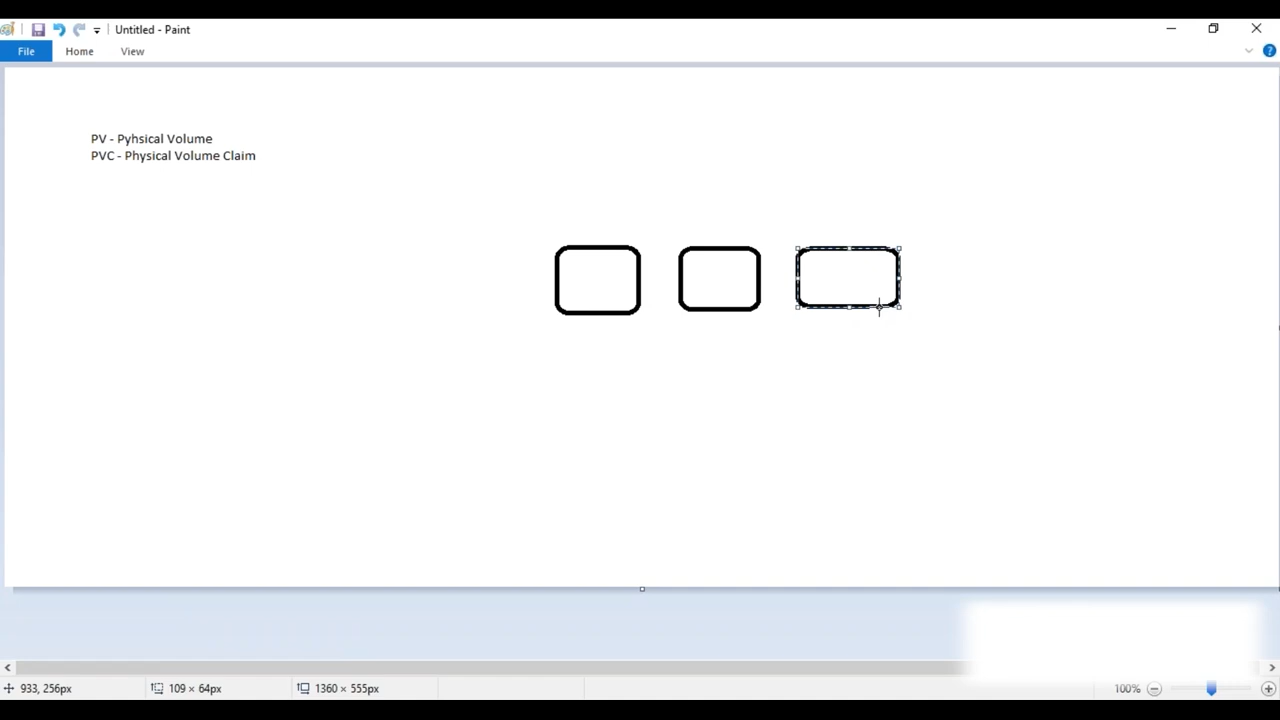 Untitled - Paint
File Home View
PV - Pyhsical Volume
PVC - Physical Volume Claim
933, 256px 109 × 64px 1360 × 555px 100%